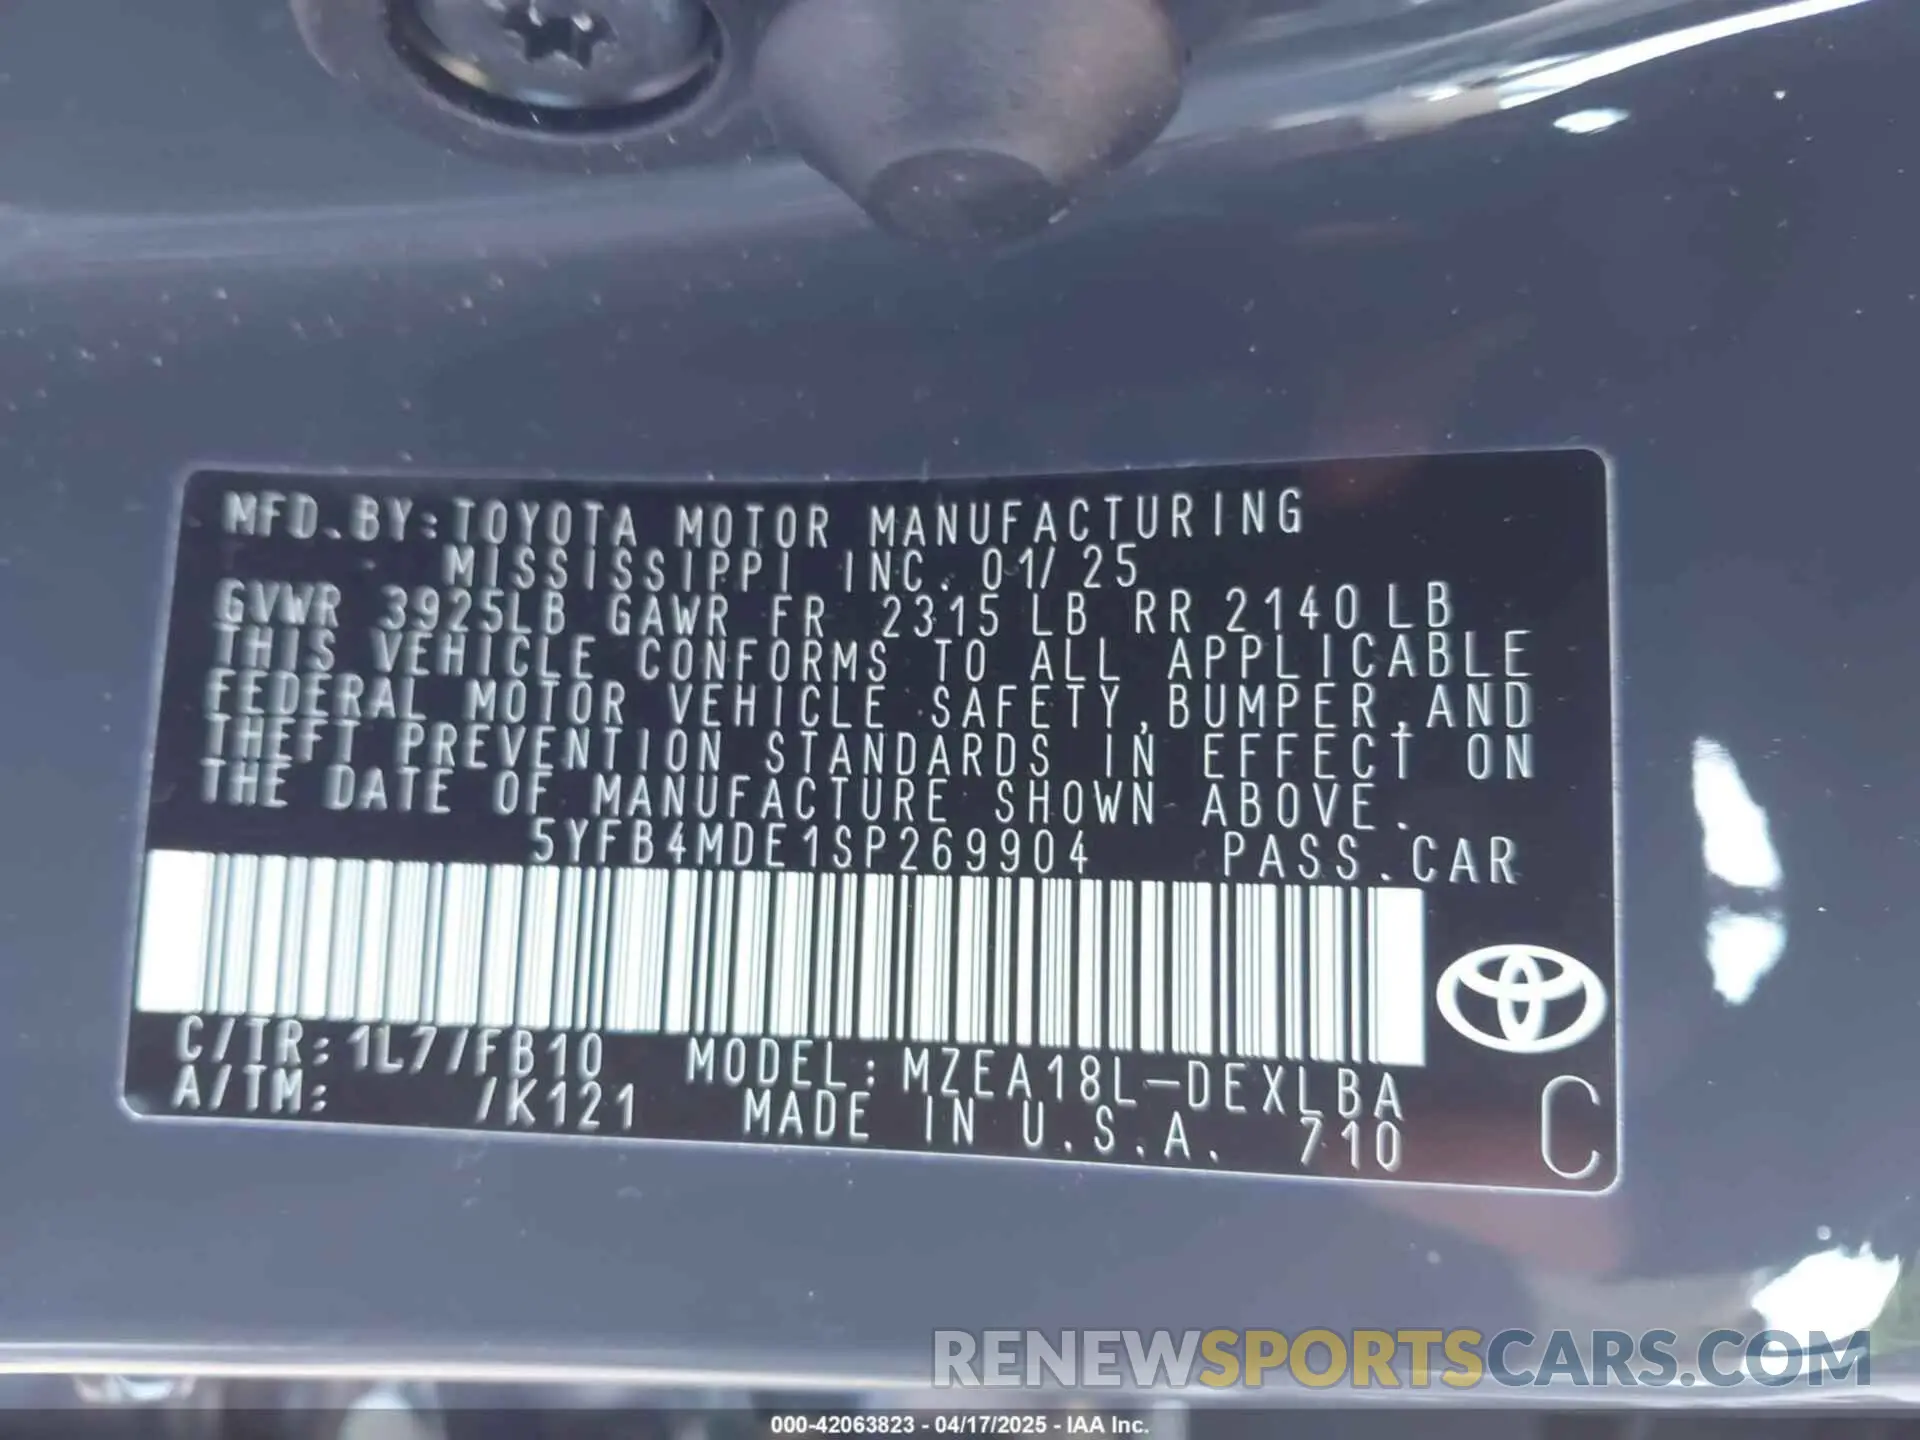 MFD.BY:TOYOTA MOTOR MANUFACTURING
MISSISSIPPI INC. 01/25
GVWR 3925LB GAWR FR 2315 LB RR 2140 LB
THIS VEHICLE CONFORMS TO ALL APPLICABLE
FEDERAL MOTOR VEHICLE SAFETY,BUMPER,AND
THEFT PREVENTION STANDARDS IN EFFECT ON
THE DATE OF MANUFACTURE SHOWN ABOVE.
5YFB4MDE1SP269904 PASS.CAR
C/TR:1L7/FB10 MODEL:MZEA18L-DEXLBA
A/TM: /K121 MADE IN U.S.A. 710
C
RENEWSPORTSCARS.COM
000-42063823 - 04/17/2025 - IAA Inc.